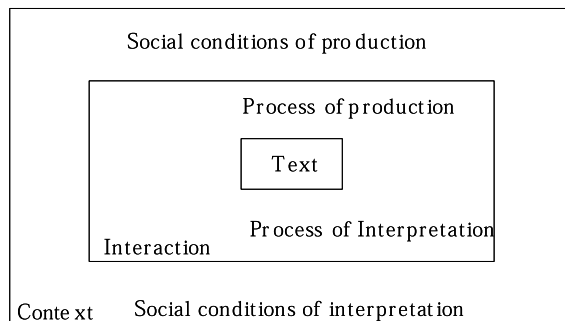 Social conditions of production
Process of production
Text
Process of Interpretation
Interaction
Context
Social conditions of interpretation